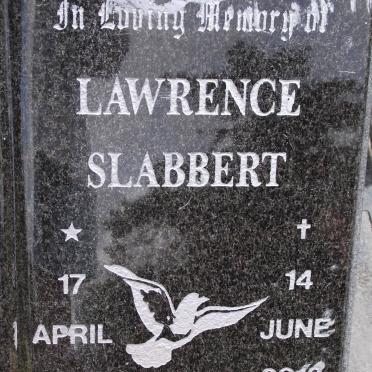 In Loving Memory of
LAWRENCE
SLABBERT
17 14
APRIL JUNE